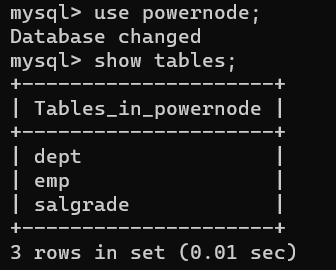 mysql> use powernode;
Database changed
mysql> show tables;
+---------------------+
| Tables_in_powernode |
+---------------------+
| dept                |
| emp                 |
| salgrade            |
+---------------------+
3 rows in set (0.01 sec)